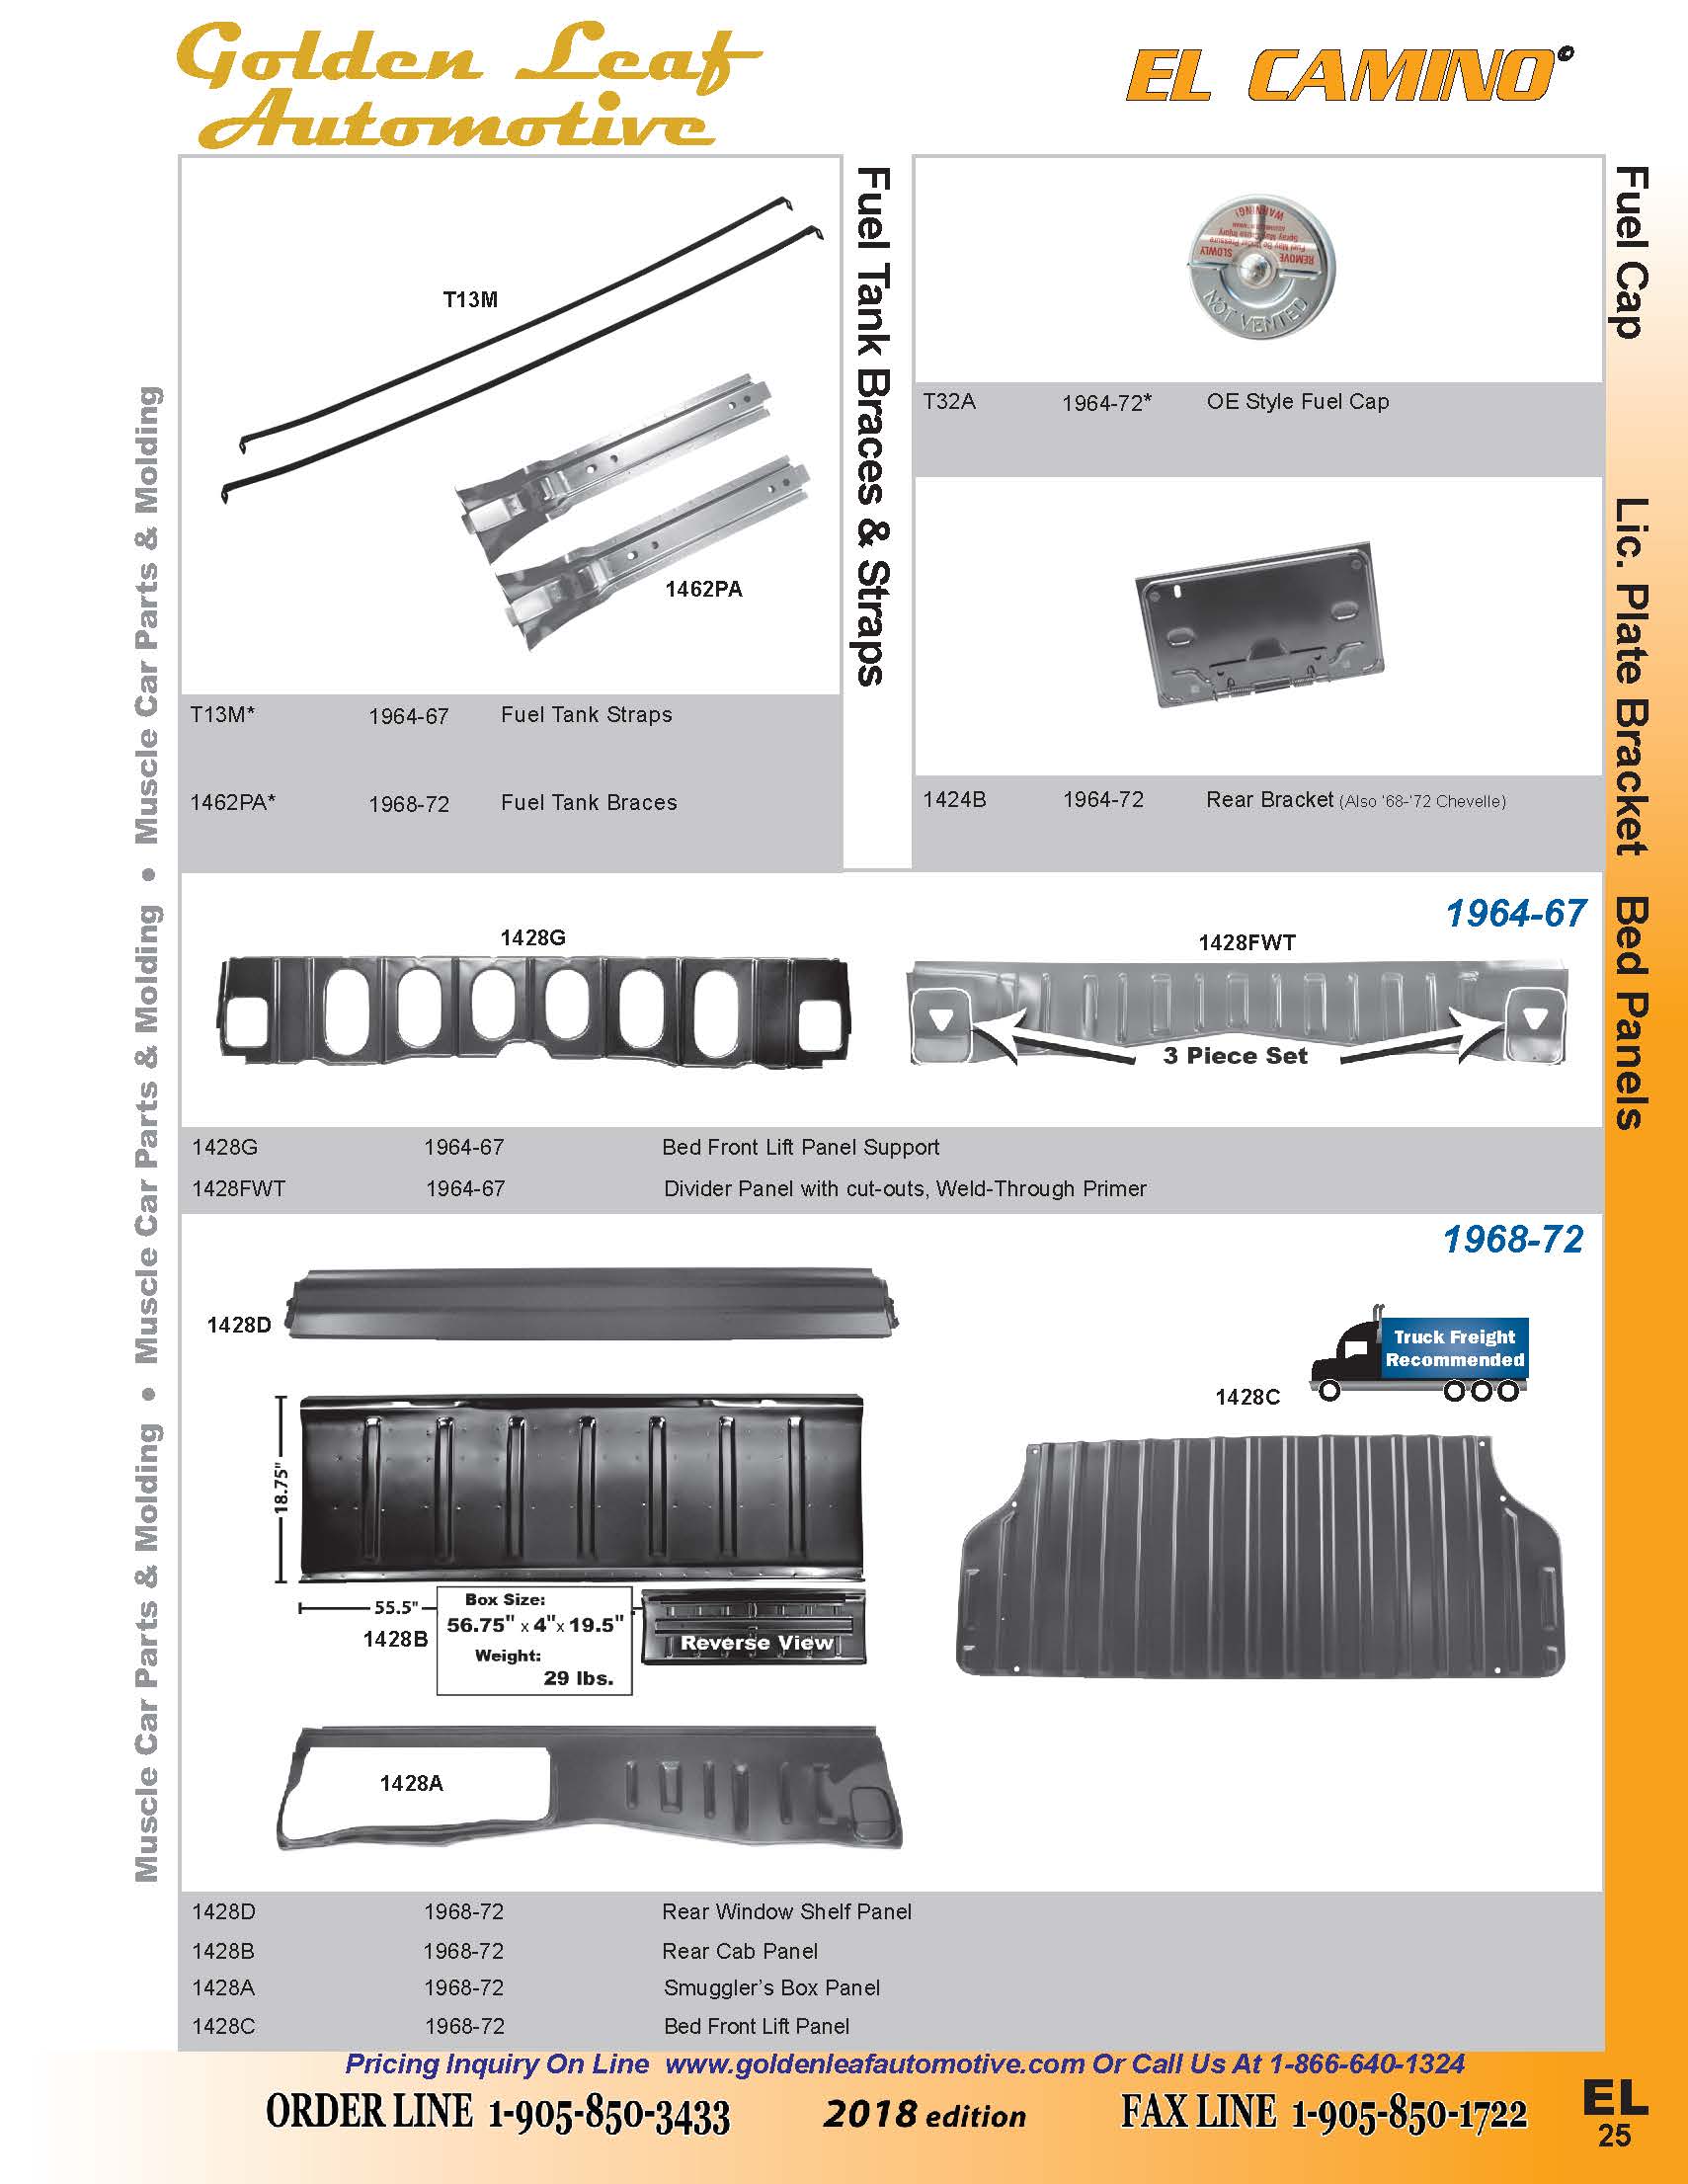 Golden Leaf
Automotive
EL CAMINO
Muscle Car Parts & Molding • Muscle Car Parts & Molding • Muscle Car Parts & Molding
T13M
1462PA
Fuel Tank Braces & Straps
T13M* 1964-67 Fuel Tank Straps
1462PA* 1968-72 Fuel Tank Braces
WARNING!
Fuel May Be Under Pressure
Spray May Cause Injury
REMOVE SLOWLY
NOT VENTED
Fuel Cap
T32A 1964-72* OE Style Fuel Cap
Lic. Plate Bracket
1424B 1964-72 Rear Bracket (Also '68-'72 Chevelle)
Bed Panels
1964-67
1428G
1428FWT
3 Piece Set
1428G 1964-67 Bed Front Lift Panel Support
1428FWT 1964-67 Divider Panel with cut-outs, Weld-Through Primer
1968-72
1428D
Truck Freight
Recommended
1428C
18.75"
55.5"
1428B
Box Size:
56.75" x 4" x 19.5"
Weight:
29 lbs.
Reverse View
1428A
1428D 1968-72 Rear Window Shelf Panel
1428B 1968-72 Rear Cab Panel
1428A 1968-72 Smuggler's Box Panel
1428C 1968-72 Bed Front Lift Panel
Pricing Inquiry On Line www.goldenleafautomotive.com Or Call Us At 1-866-640-1324
ORDER LINE 1-905-850-3433 2018 edition FAX LINE 1-905-850-1722
EL
25